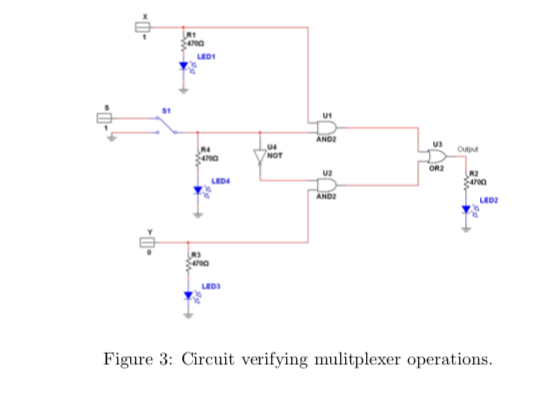 X
1
R1
470Ω
LED1
S
1
S1
U1
AND2
R4
470Ω
LED4
U4
NOT
U2
AND2
U3
OR2
Output
R2
470Ω
LED2
Y
0
R3
470Ω
LED3
Figure 3: Circuit verifying mulitplexer operations.